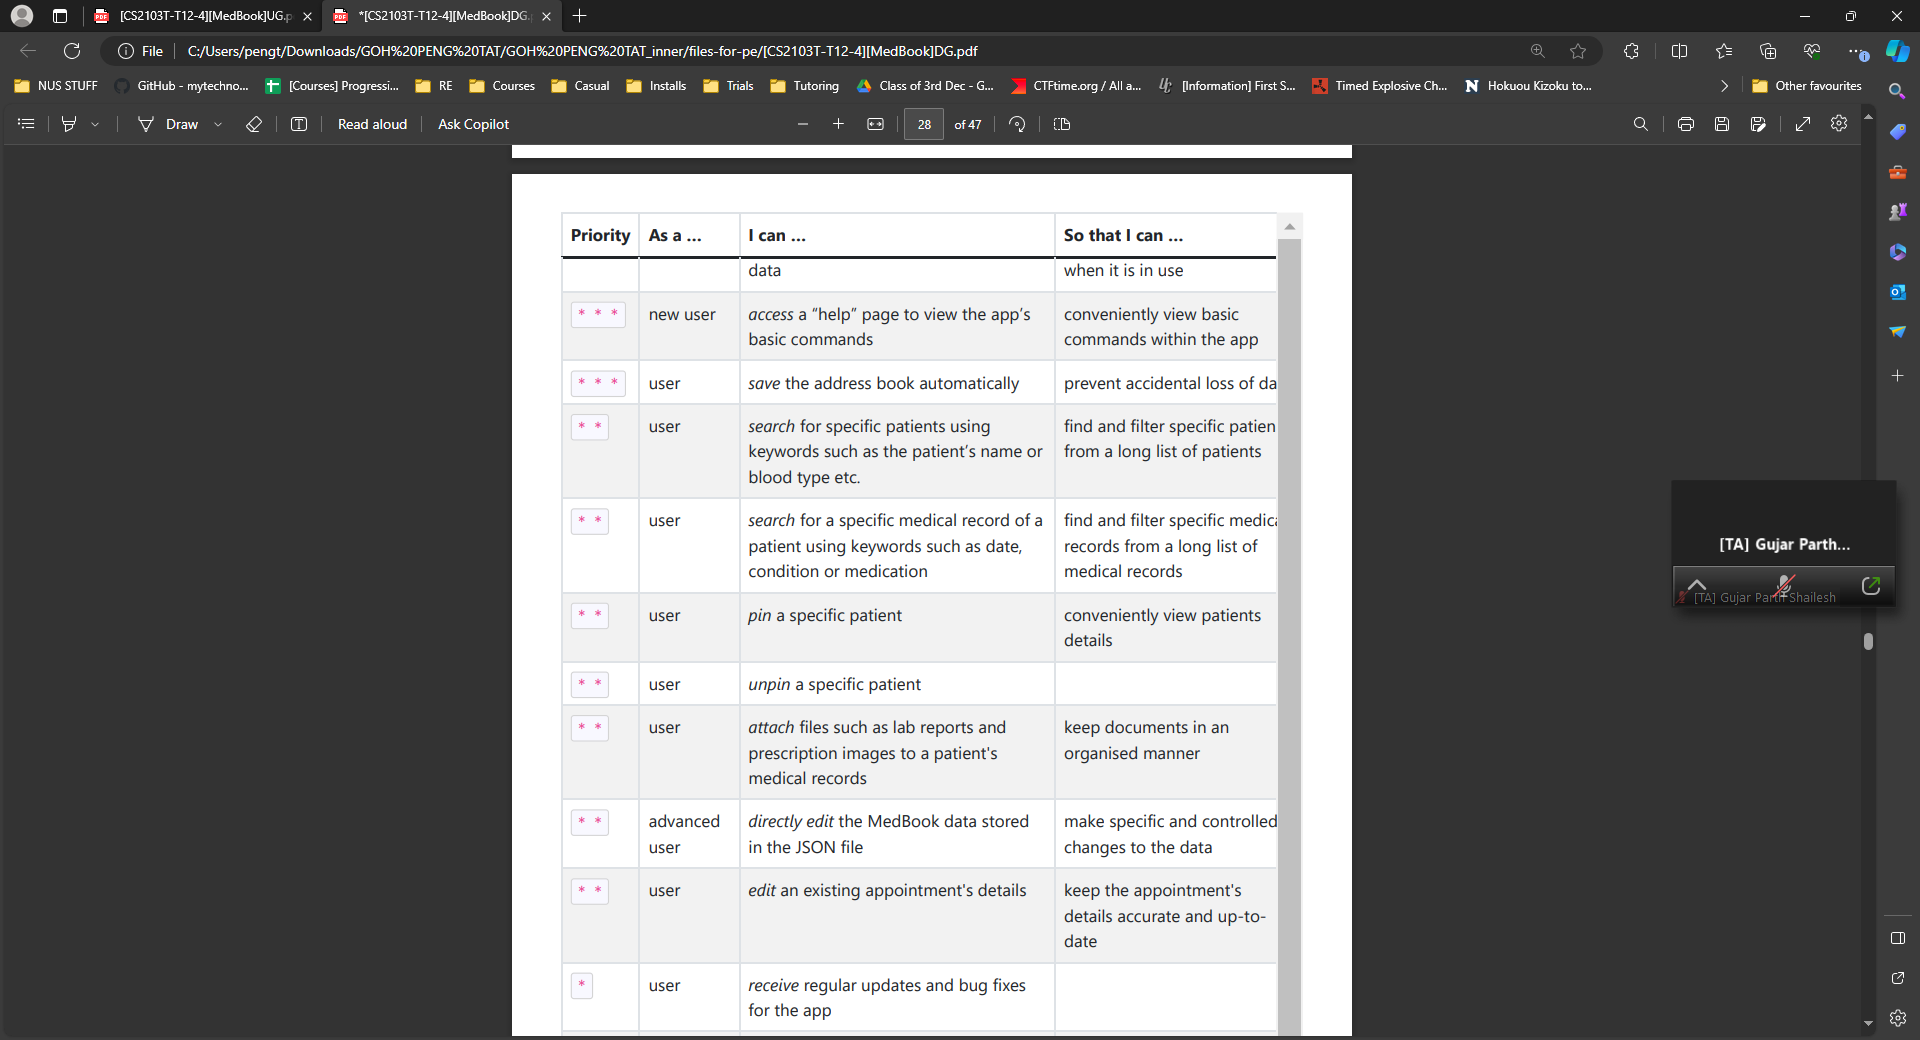 [CS2103T-T12-4][MedBook]UG.p
*[CS2103T-T12-4][MedBook]DG.
File
C:/Users/pengt/Downloads/GOH%20PENG%20TAT/GOH%20PENG%20TAT_inner/files-for-pe/[CS2103T-T12-4][MedBook]DG.pdf
NUS STUFF
GitHub - mytechno...
[Courses] Progressi...
RE
Courses
Casual
Installs
Trials
Tutoring
Class of 3rd Dec - G...
CTFtime.org / All a...
[Information] First S...
Timed Explosive Ch...
Hokuou Kizoku to...
Other favourites
Draw
Read aloud
Ask Copilot
28
of 47
Priority As a ... I can ... So that I can ...
data when it is in use
* * * new user access a “help” page to view the app’s conveniently view basic
basic commands commands within the app
* * * user save the address book automatically prevent accidental loss of da
* * user search for specific patients using find and filter specific patien
keywords such as the patient’s name or from a long list of patients
blood type etc.
* * user search for a specific medical record of a find and filter specific medica
patient using keywords such as date, records from a long list of
condition or medication medical records
* * user pin a specific patient conveniently view patients
details
* * user unpin a specific patient
* * user attach files such as lab reports and keep documents in an
prescription images to a patient's organised manner
medical records
* * advanced directly edit the MedBook data stored make specific and controlled
user in the JSON file changes to the data
* * user edit an existing appointment's details keep the appointment's
details accurate and up-to-
date
* user receive regular updates and bug fixes
for the app
[TA] Gujar Parth...
[TA] Gujar Parth Shailesh